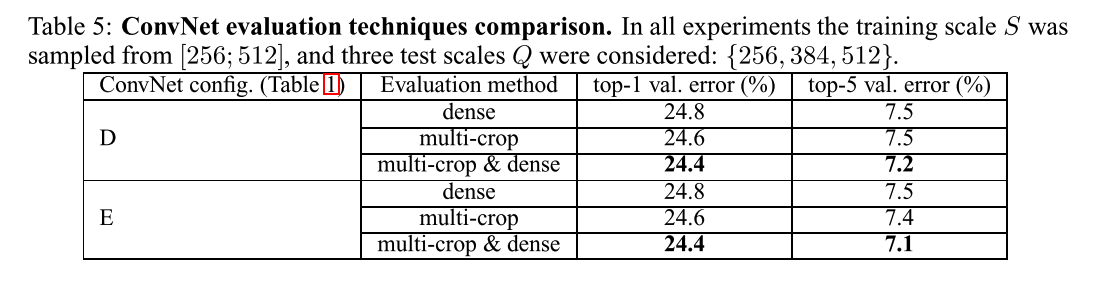 Table 5: ConvNet evaluation techniques comparison. In all experiments the training scale S was
sampled from [256; 512], and three test scales Q were considered: {256, 384, 512}.
ConvNet config. (Table 1) Evaluation method top-1 val. error (%) top-5 val. error (%)
D
dense 24.8 7.5
multi-crop 24.6 7.5
multi-crop & dense 24.4 7.2
E
dense 24.8 7.5
multi-crop 24.6 7.4
multi-crop & dense 24.4 7.1